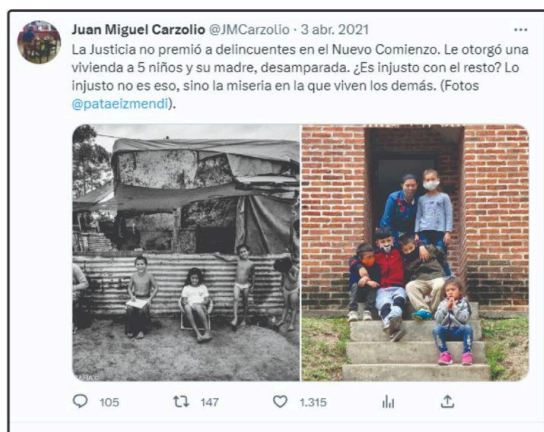 Juan Miguel Carzolio @JMCarzolio · 3 abr. 2021
La Justicia no premió a delincuentes en el Nuevo Comienzo. Le otorgó una
vivienda a 5 niños y su madre, desamparada. ¿Es injusto con el resto? Lo
injusto no es eso, sino la miseria en la que viven los demás. (Fotos
@pataeizmendi).
105 147 1.315